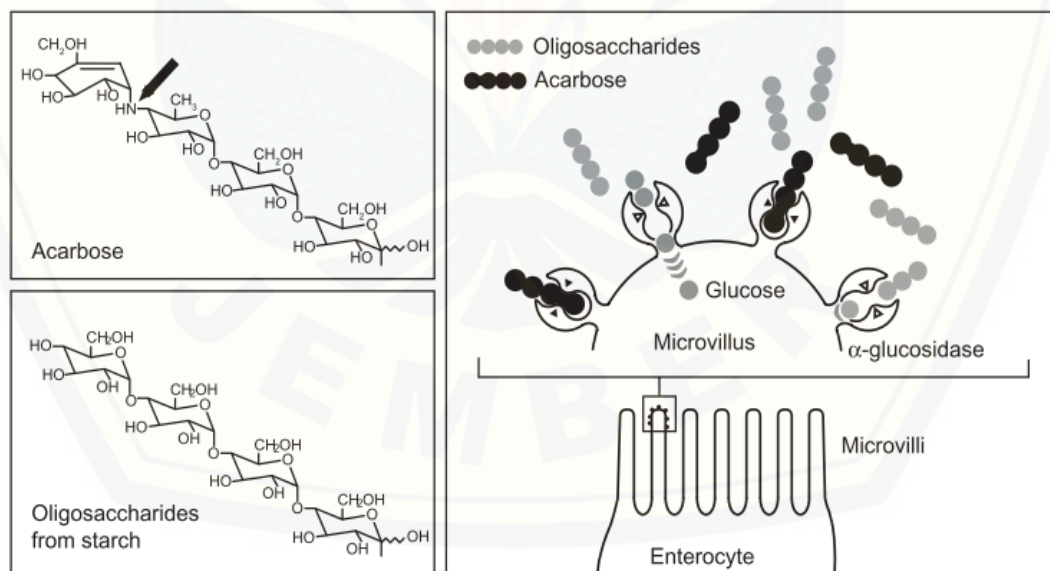 CH2OH
HO
HO
HO
HN
CH3
O
HO
HO
O
CH2OH
O
HO
HO
O
CH2OH
O
HO
HO
OH
Acarbose
CH2OH
HO
O
HO
OH
O
CH2OH
O
HO
OH
O
CH2OH
O
HO
OH
O
CH2OH
O
HO
OH
OH
Oligosaccharides
from starch
Oligosaccharides
Acarbose
Glucose
Microvillus
α-glucosidase
Microvilli
Enterocyte
JEMBER